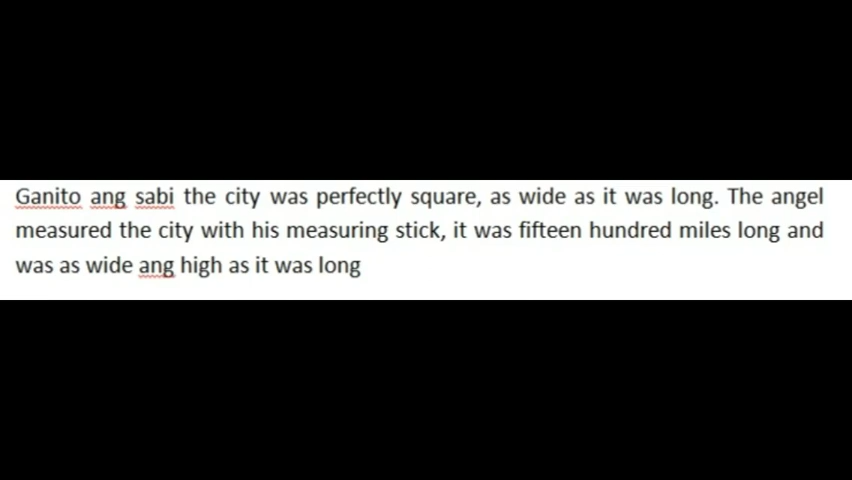 Ganito ang sabi the city was perfectly square, as wide as it was long. The angel
measured the city with his measuring stick, it was fifteen hundred miles long and
was as wide ang high as it was long